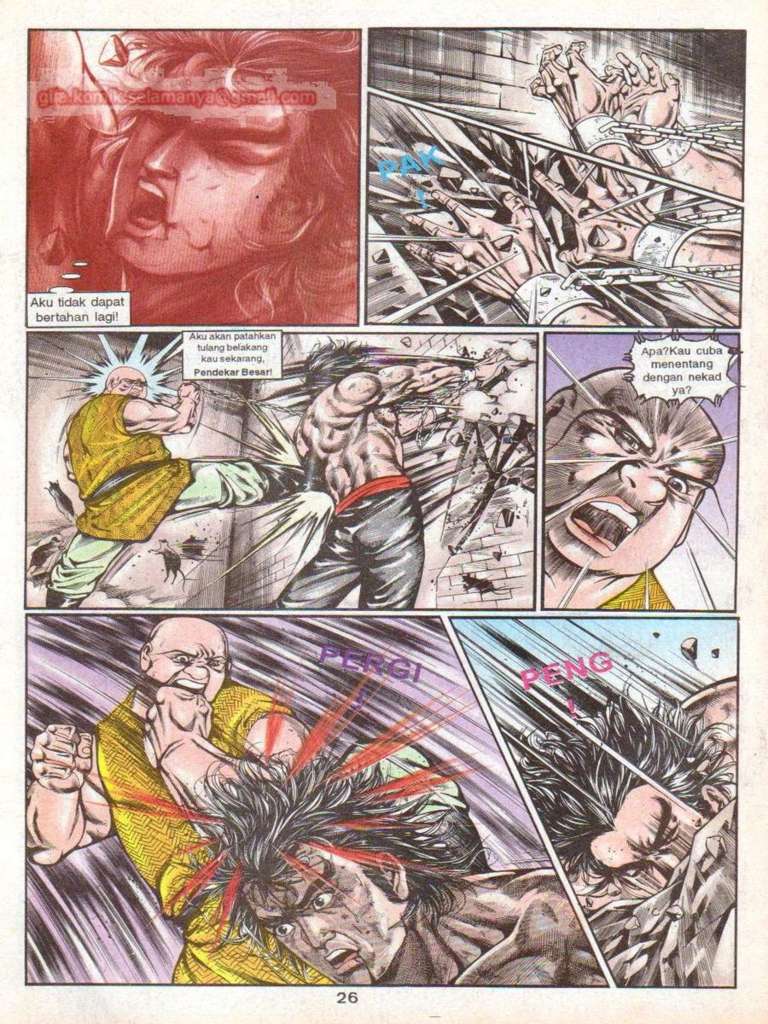 gife.komikselamanya@gmail.com
Aku tidak dapat
bertahan lagi!
PAK
!
Aku akan patahkan
tulang belakang
kau sekarang,
Pendekar Besar!
Apa?Kau cuba
menentang
dengan nekad
ya?
PERGI
!
PENG
!
26